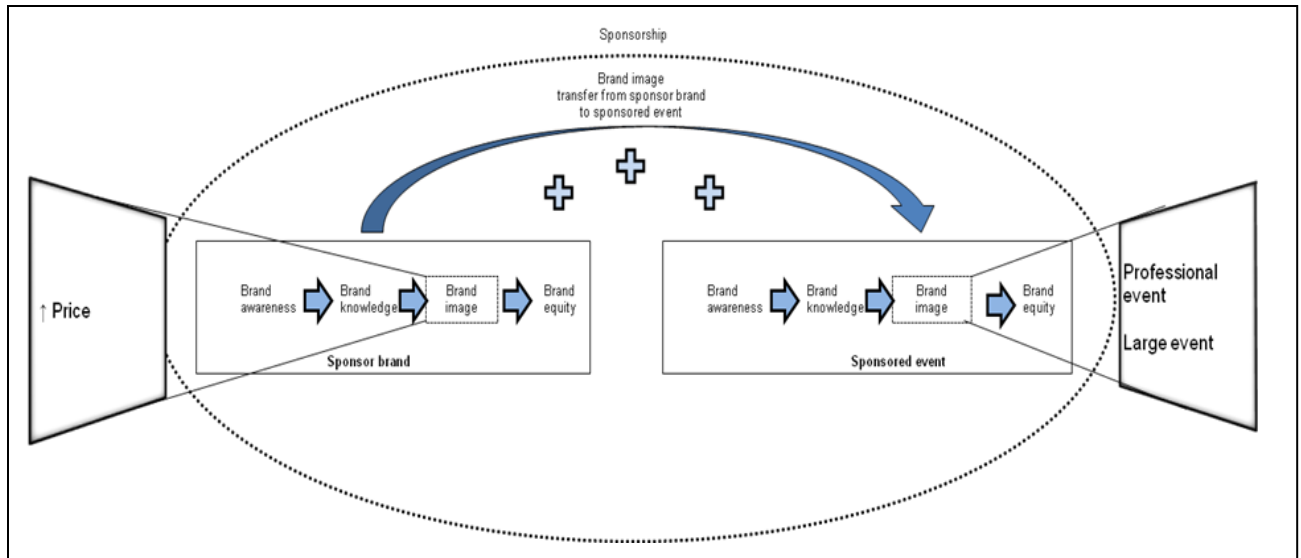 Sponsorship
Brand image
transfer from sponsor brand
to sponsored event
↑ Price
Brand
awareness
Brand
knowledge
Brand
image
Brand
equity
Sponsor brand
Brand
awareness
Brand
knowledge
Brand
image
Brand
equity
Sponsored event
Professional
event
Large event